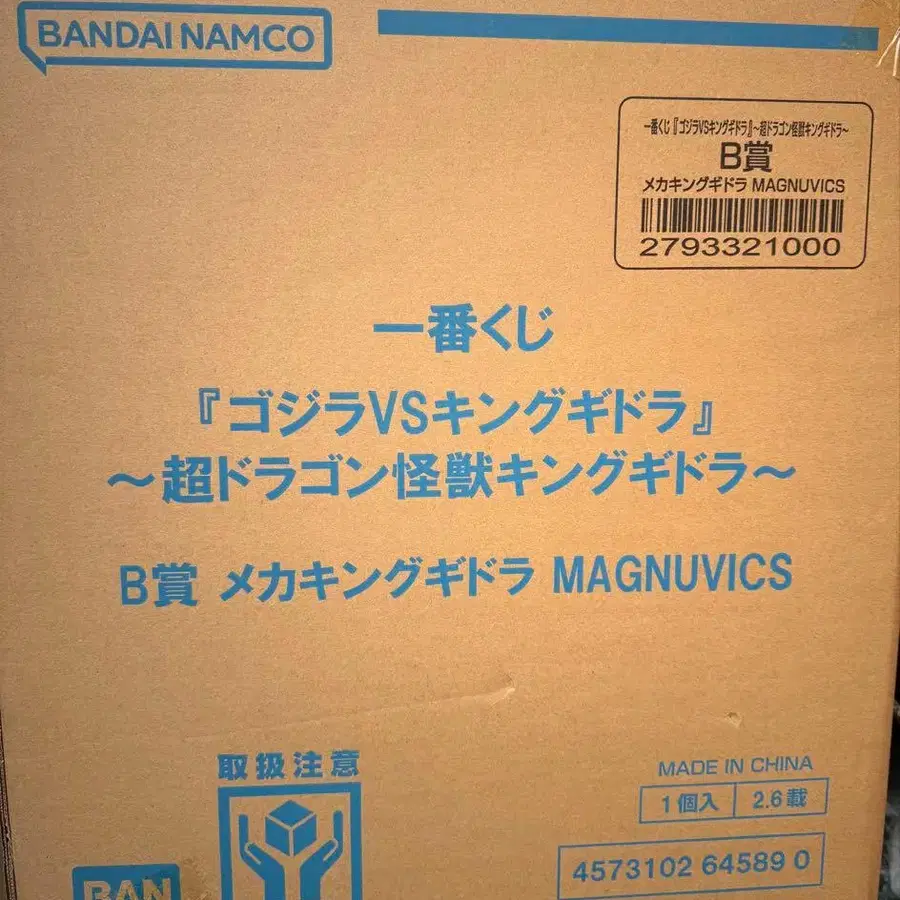 BANDAI NAMCO
一番くじ『ゴジラVSキングギドラ』～超ドラゴン怪獣キングギドラ～
B賞
メカキングギドラ MAGNUVICS
2793321000
一番くじ
『ゴジラVSキングギドラ』
～超ドラゴン怪獣キングギドラ～
B賞 メカキングギドラ MAGNUVICS
取扱注意
MADE IN CHINA
1個入 2.6載
4573102 64589 0
BAN